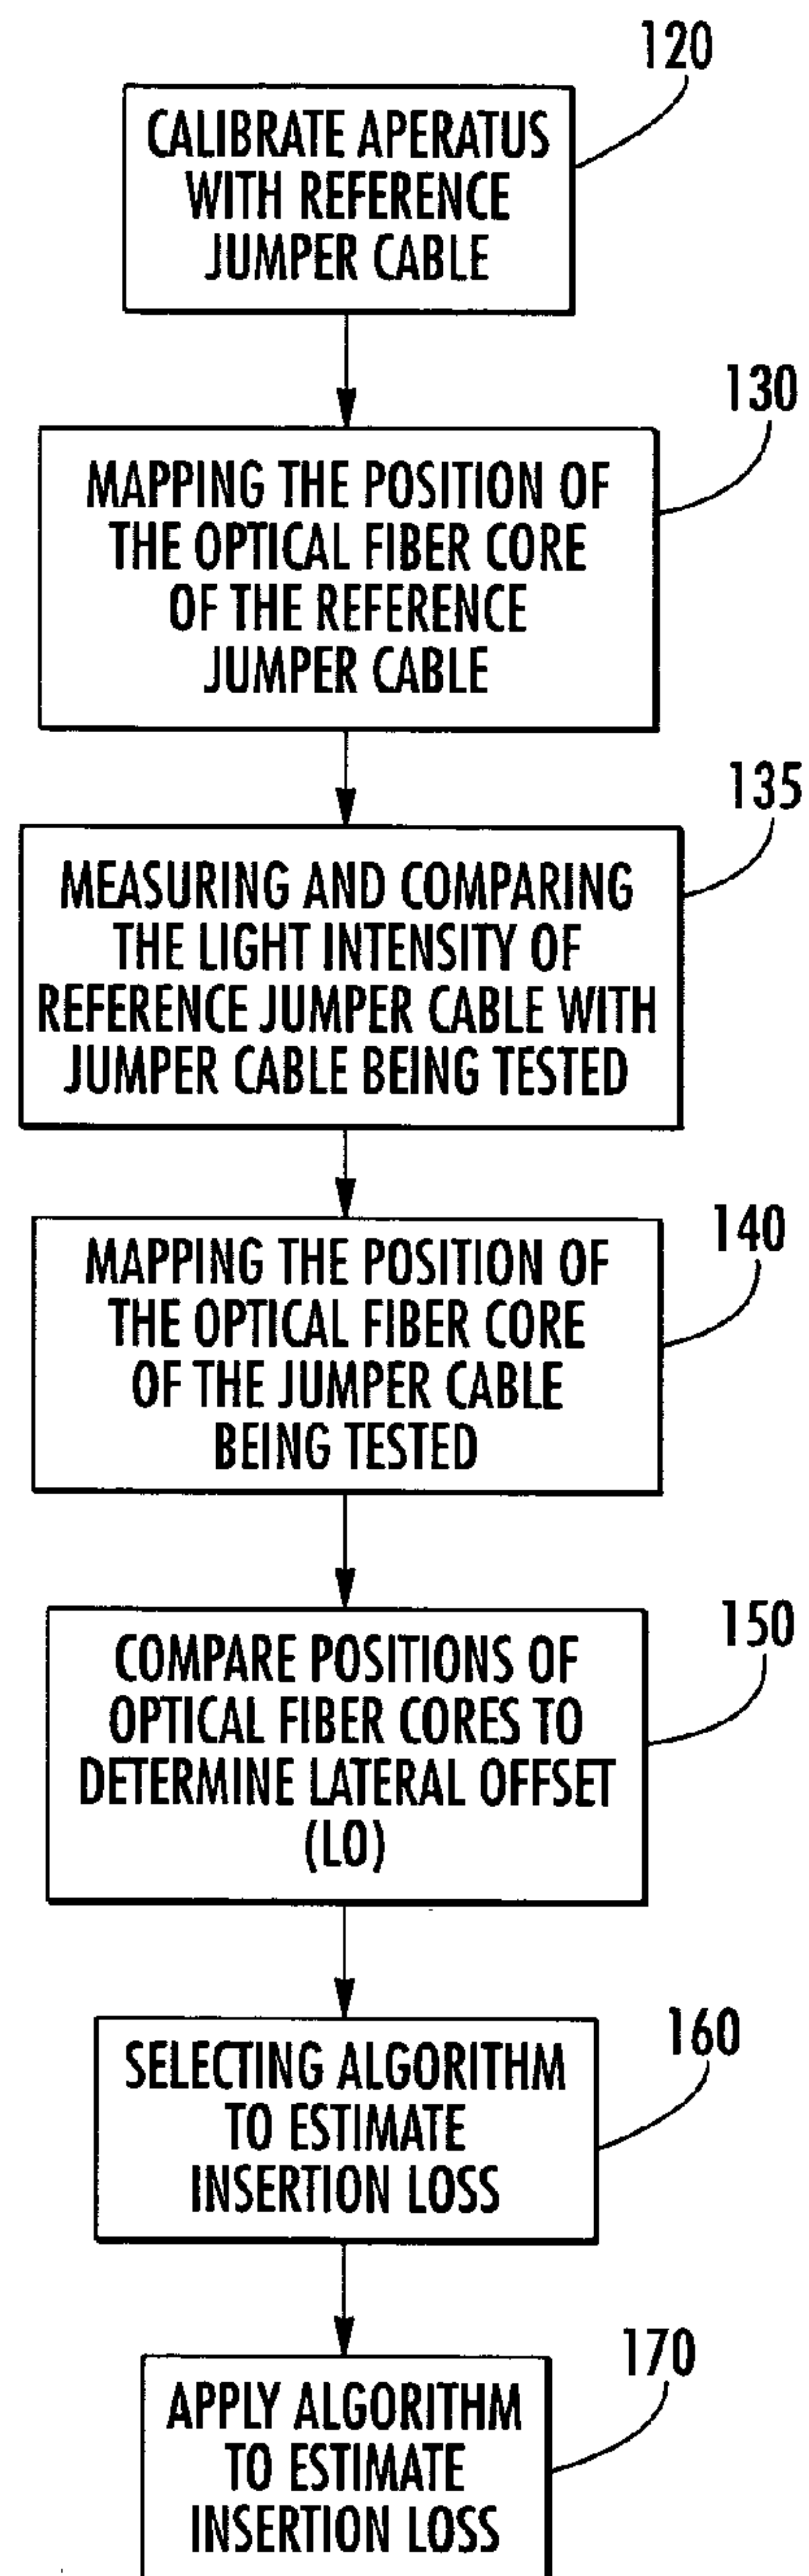 120
CALIBRATE APERATUS
WITH REFERENCE
JUMPER CABLE
130
MAPPING THE POSITION OF
THE OPTICAL FIBER CORE
OF THE REFERENCE
JUMPER CABLE
135
MEASURING AND COMPARING
THE LIGHT INTENSITY OF
REFERENCE JUMPER CABLE WITH
JUMPER CABLE BEING TESTED
140
MAPPING THE POSITION OF
THE OPTICAL FIBER CORE
OF THE JUMPER CABLE
BEING TESTED
150
COMPARE POSITIONS OF
OPTICAL FIBER CORES TO
DETERMINE LATERAL OFFSET
(LO)
160
SELECTING ALGORITHM
TO ESTIMATE
INSERTION LOSS
170
APPLY ALGORITHM
TO ESTIMATE
INSERTION LOSS